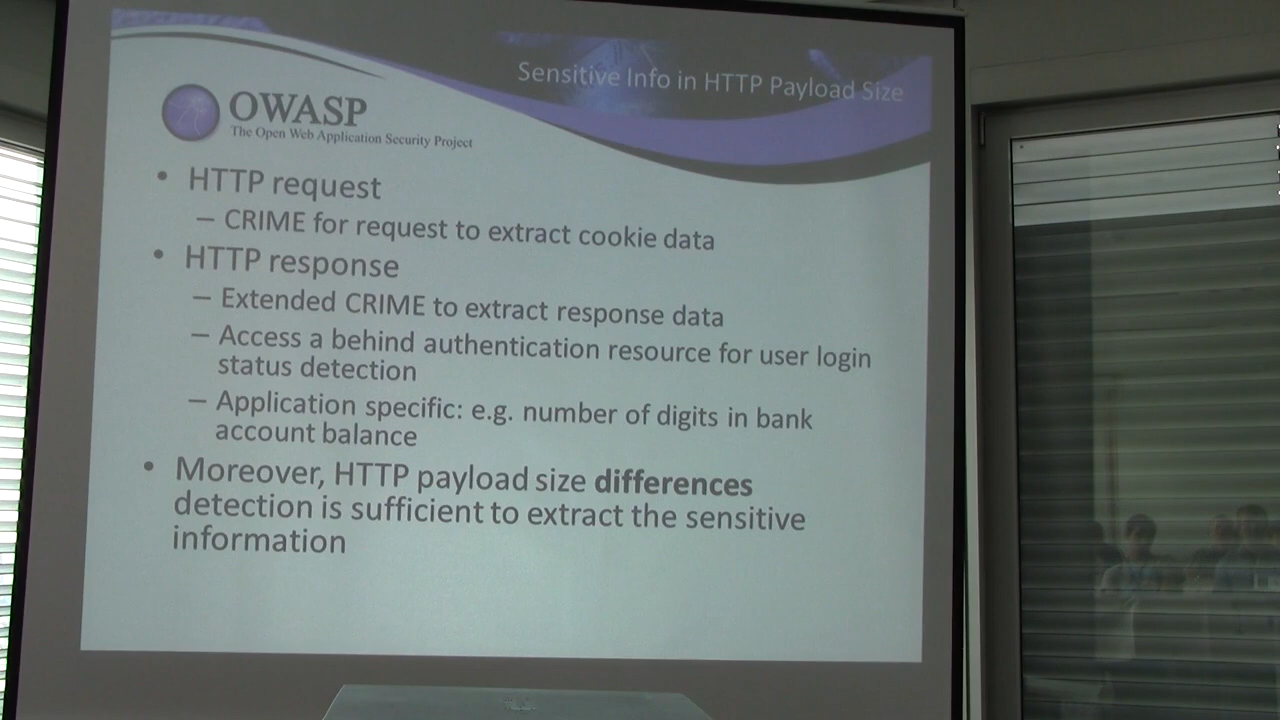 Sensitive Info in HTTP Payload Size
OWASP
The Open Web Application Security Project
• HTTP request
– CRIME for request to extract cookie data
• HTTP response
– Extended CRIME to extract response data
– Access a behind authentication resource for user login
status detection
– Application specific: e.g. number of digits in bank
account balance
• Moreover, HTTP payload size differences
detection is sufficient to extract the sensitive
information